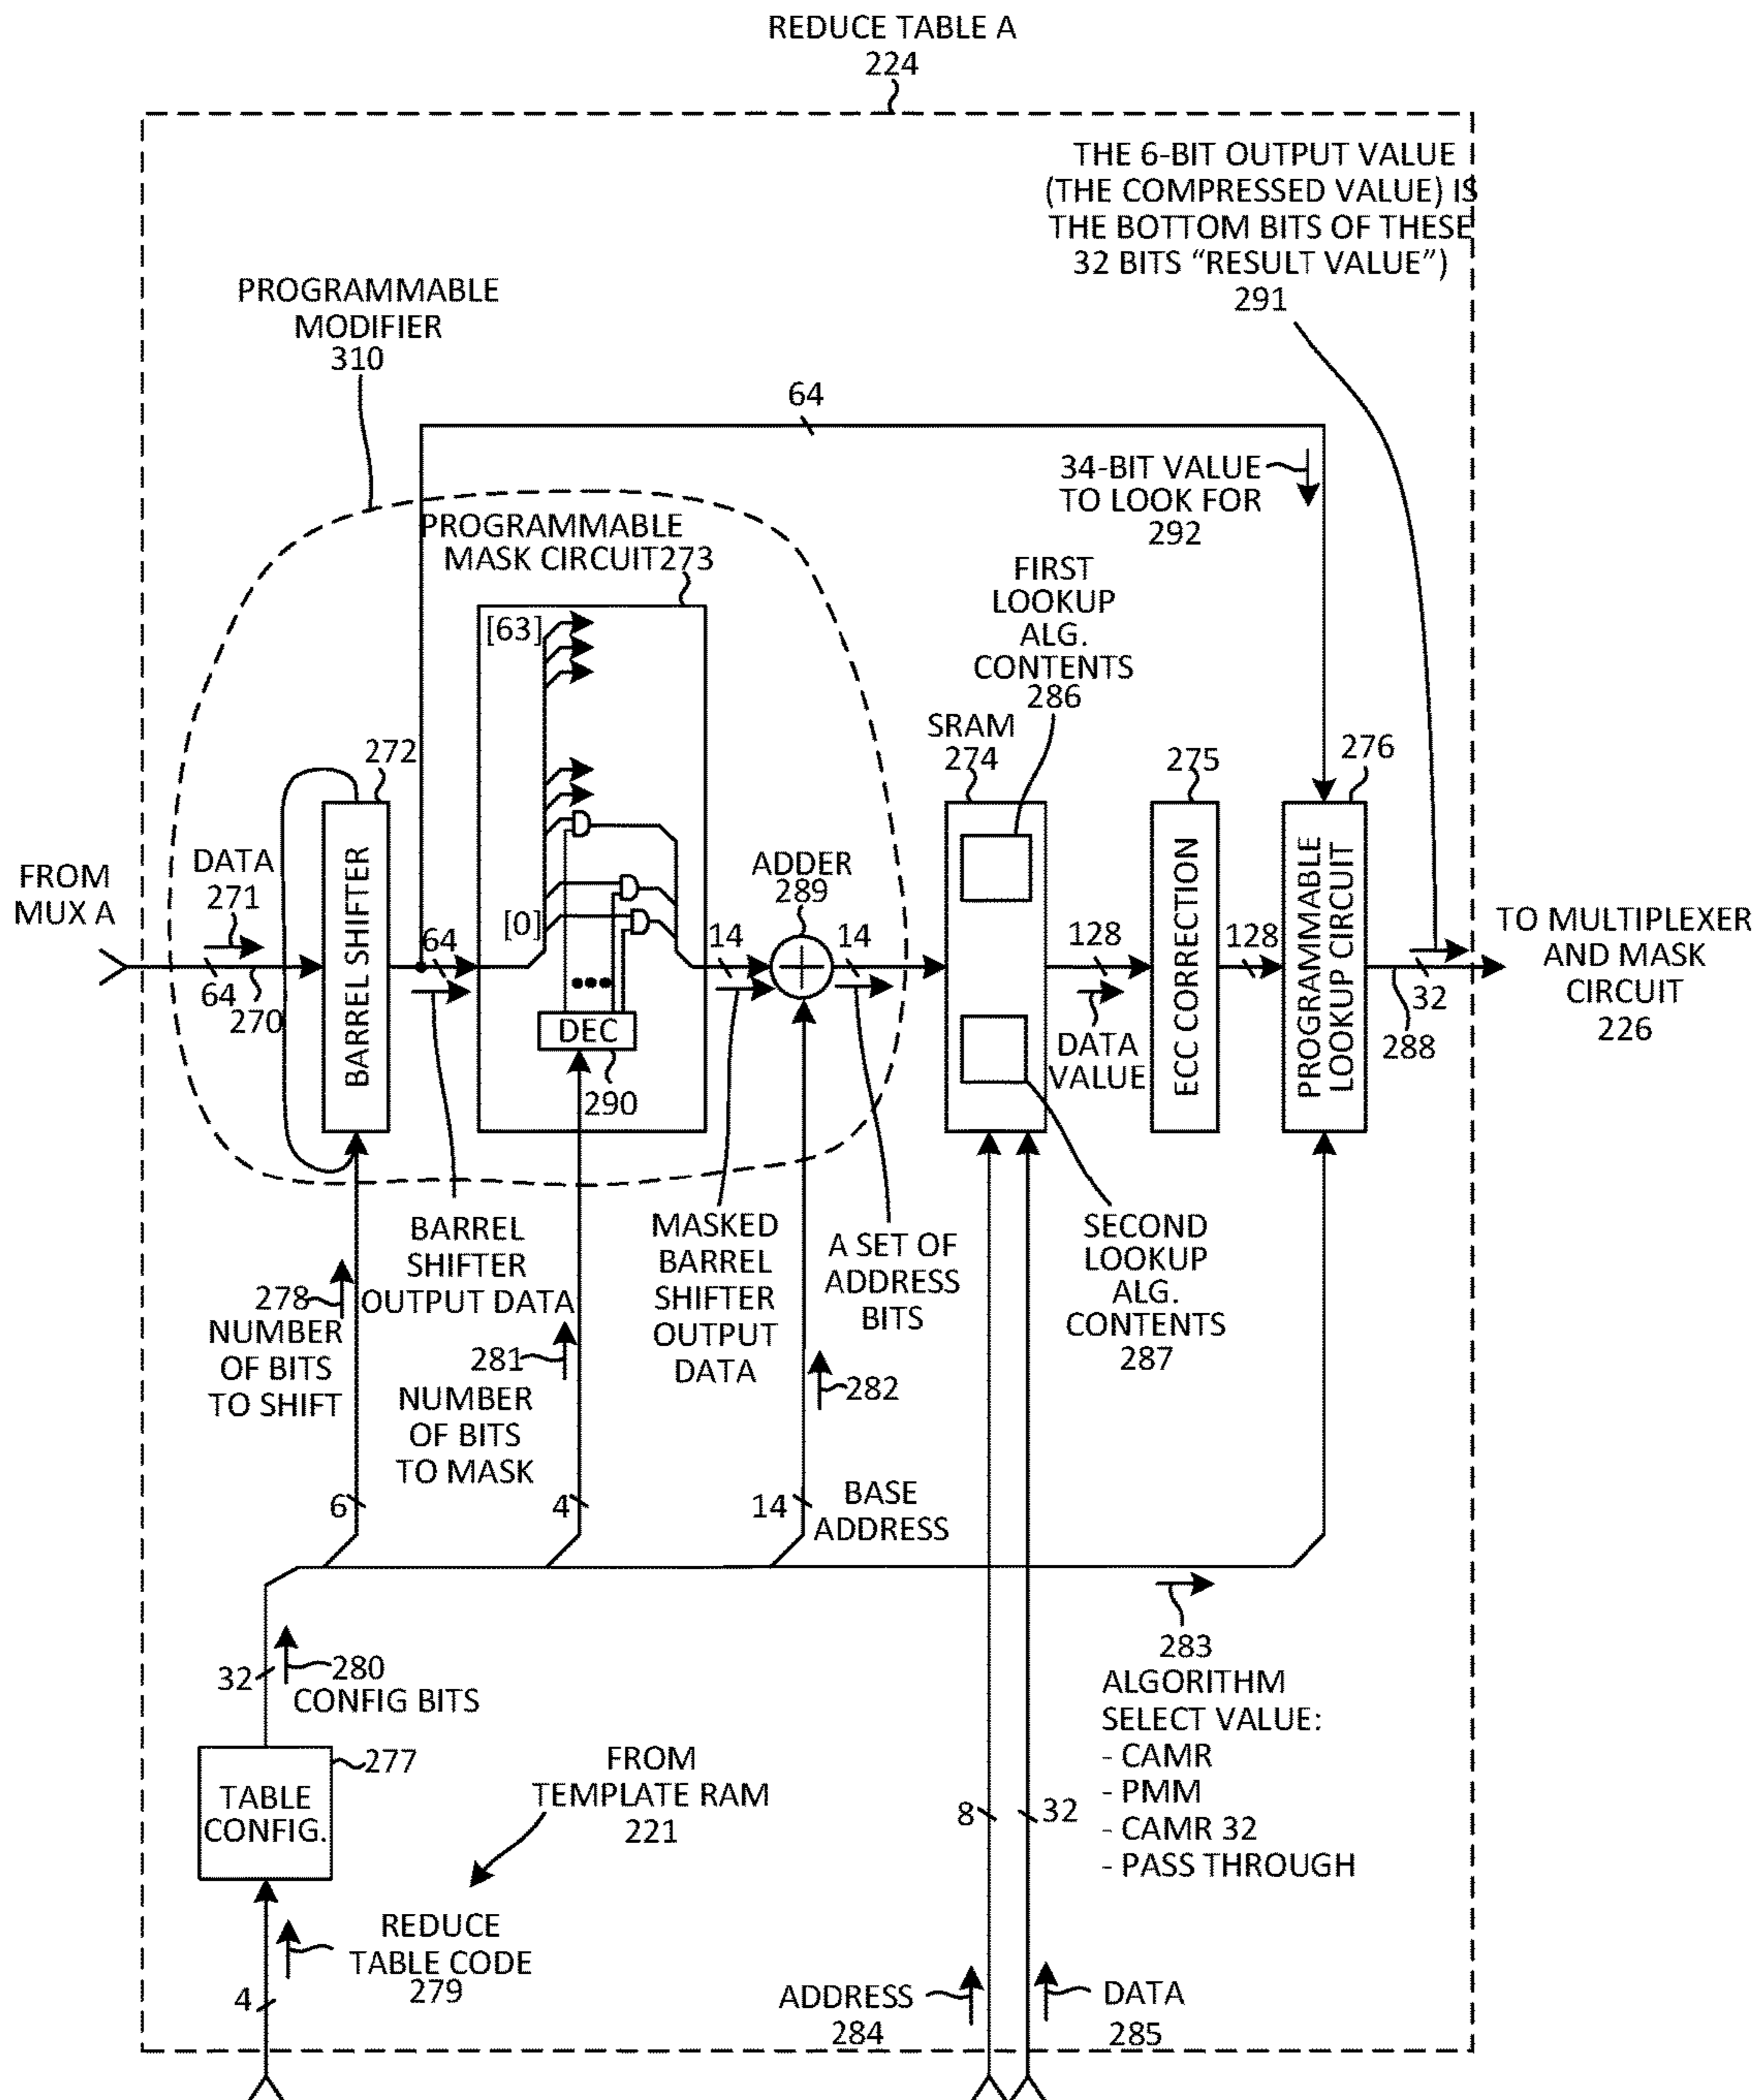 REDUCE TABLE A
224
THE 6-BIT OUTPUT VALUE
(THE COMPRESSED VALUE) IS
THE BOTTOM BITS OF THESE
32 BITS “RESULT VALUE”)
291
PROGRAMMABLE
MODIFIER
310
64
34-BIT VALUE
TO LOOK FOR
292
PROGRAMMABLE
MASK CIRCUIT273
FIRST
LOOKUP
ALG.
CONTENTS
286
[63]
SRAM
274
272
275
276
FROM
MUX A
DATA
271
64
270
BARREL SHIFTER
64
[0]
DEC
290
14
ADDER
289
14
128
DATA
VALUE
ECC CORRECTION
128
PROGRAMMABLE
LOOKUP CIRCUIT
32
288
TO MULTIPLEXER
AND MASK
CIRCUIT
226
BARREL
SHIFTER
OUTPUT DATA
MASKED
BARREL
SHIFTER
OUTPUT
DATA
A SET OF
ADDRESS
BITS
SECOND
LOOKUP
ALG.
CONTENTS
287
278
NUMBER
OF BITS
TO SHIFT
281
NUMBER
OF BITS
TO MASK
282
6
4
14
BASE
ADDRESS
32
280
CONFIG BITS
283
ALGORITHM
SELECT VALUE:
- CAMR
- PMM
- CAMR 32
- PASS THROUGH
277
TABLE
CONFIG.
FROM
TEMPLATE RAM
221
8
32
REDUCE
TABLE CODE
279
4
ADDRESS
284
DATA
285